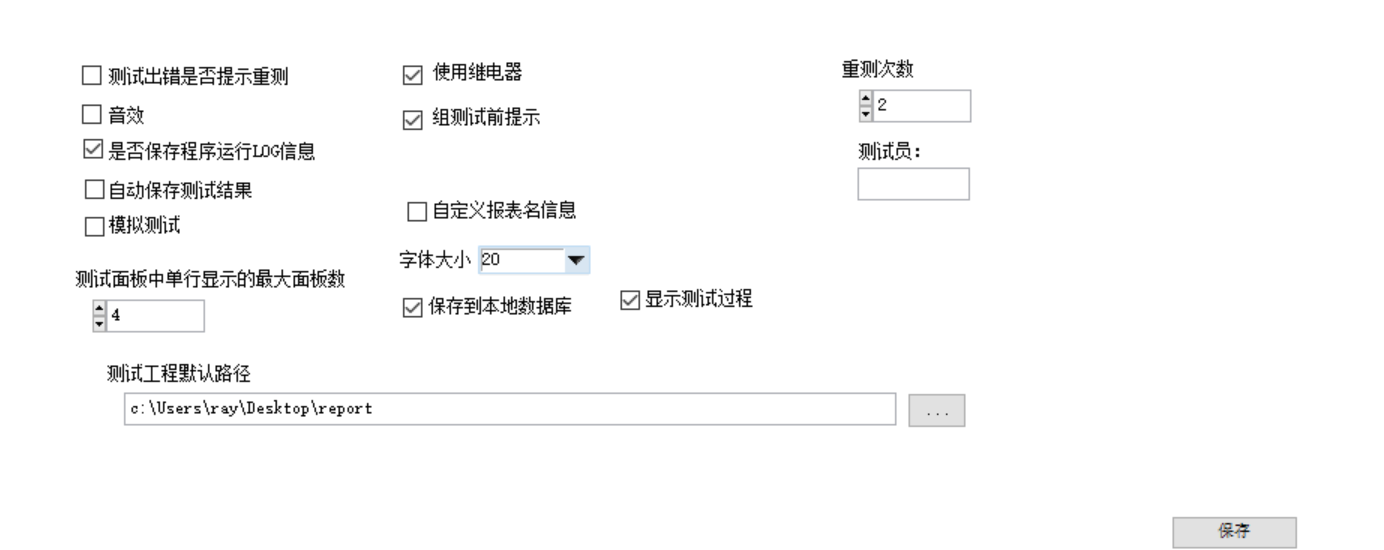 测试出错是否提示重测
使用继电器
重测次数
音效
组测试前提示
2
是否保存程序运行LOG信息
测试员:
自动保存测试结果
自定义报表名信息
模拟测试
字体大小 20
测试面板中单行显示的最大面板数
4
保存到本地数据库
显示测试过程
测试工程默认路径
c:\Users\ray\Desktop\report
...
保存